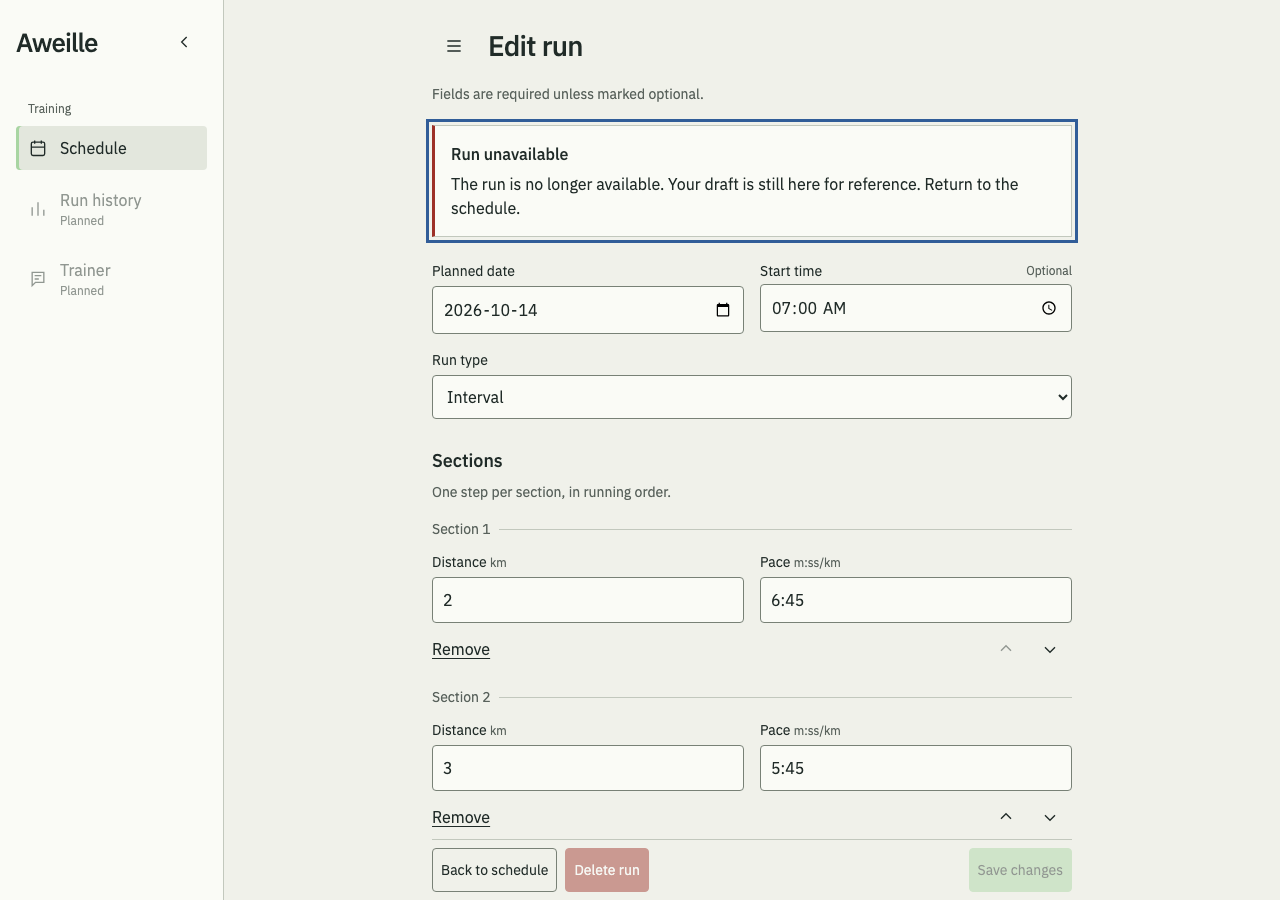 Aweille
Edit run
Fields are required unless marked optional.
Training
Schedule
Run history
Planned
Trainer
Planned
Run unavailable
The run is no longer available. Your draft is still here for reference. Return to the
schedule.
Planned date
Start time Optional
2026-10-14
07:00 AM
Run type
Interval
Sections
One step per section, in running order.
Section 1
Distance km
Pace m:ss/km
2
6:45
Remove
Section 2
Distance km
Pace m:ss/km
3
5:45
Remove
Back to schedule
Delete run
Save changes